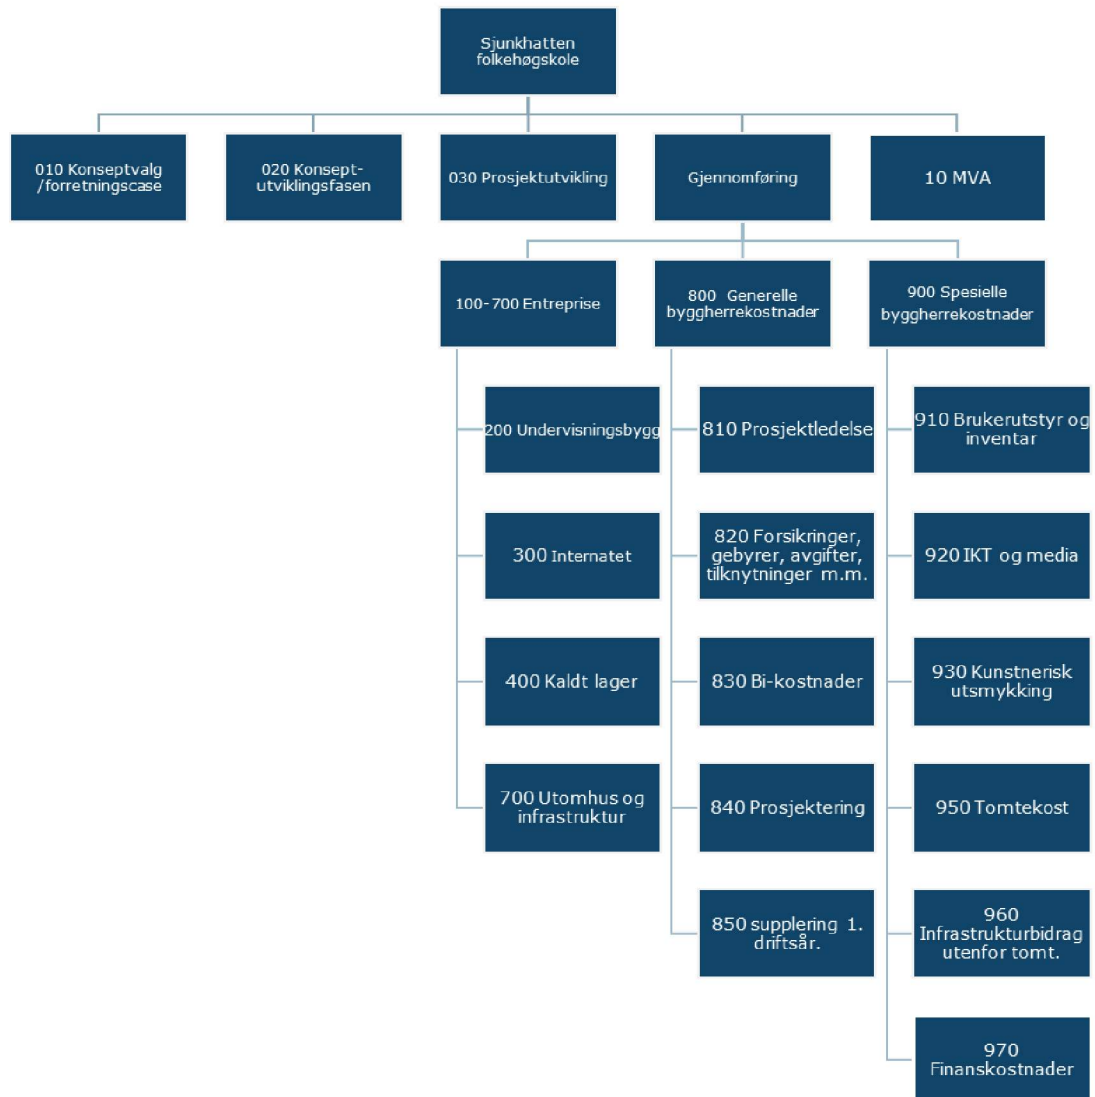 Sjunkhatten
folkehøgskole
010 Konseptvalg
/forretningscase
020 Konsept-
utviklingsfasen
030 Prosjektutvikling
Gjennomføring
10 MVA
100-700 Entreprise
800 Generelle
byggherrekostnader
900 Spesielle
byggherrekostnader
200 Undervisningsbygg
300 Internatet
400 Kaldt lager
700 Utomhus og
infrastruktur
810 Prosjektledelse
820 Forsikringer,
gebyrer, avgifter,
tilknytninger m.m.
830 Bi-kostnader
840 Prosjektering
850 supplering 1.
driftsår.
910 Brukerutstyr og
inventar
920 IKT og media
930 Kunstnerisk
utsmykking
950 Tomtekost
960
Infrastrukturbidrag
utenfor tomt.
970
Finanskostnader